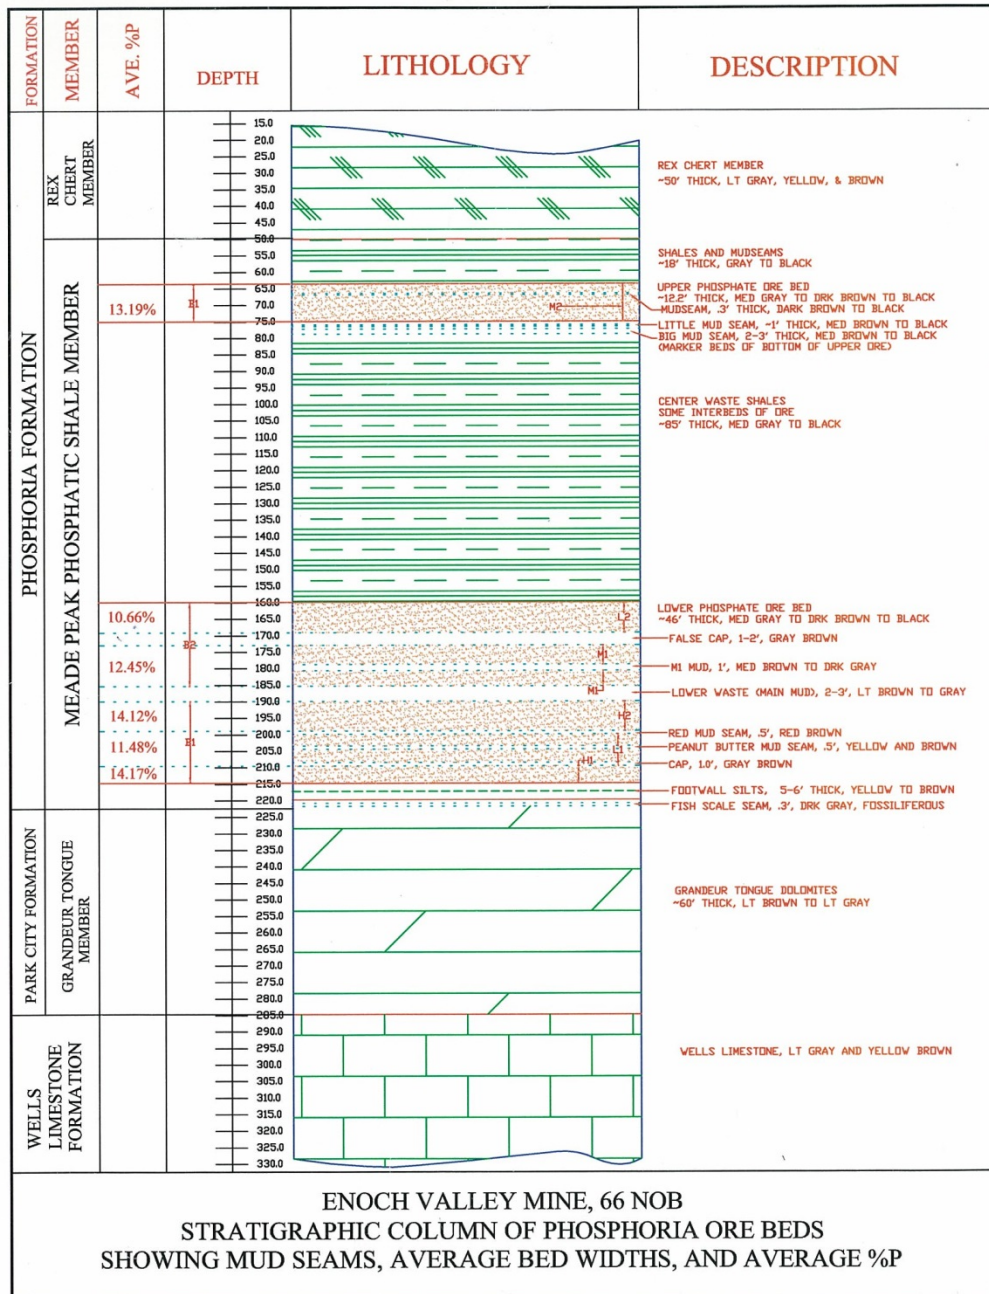 FORMATION
MEMBER
AVE. %P
DEPTH
LITHOLOGY
DESCRIPTION
PHOSPHORIA FORMATION
REX
CHERT
MEMBER
MEADE PEAK PHOSPHATIC SHALE MEMBER
PARK CITY FORMATION
GRANDEUR TONGUE
MEMBER
WELLS
LIMESTONE
FORMATION
13.19%
10.66%
12.45%
14.12%
11.48%
14.17%
B1
B2
B1
15.0
20.0
25.0
30.0
35.0
40.0
45.0
50.0
55.0
60.0
65.0
70.0
75.0
80.0
85.0
90.0
95.0
100.0
105.0
110.0
115.0
120.0
125.0
130.0
135.0
140.0
145.0
150.0
155.0
160.0
165.0
170.0
175.0
180.0
185.0
190.0
195.0
200.0
205.0
210.0
215.0
220.0
225.0
230.0
235.0
240.0
245.0
250.0
255.0
260.0
265.0
270.0
275.0
280.0
285.0
290.0
295.0
300.0
305.0
310.0
315.0
320.0
325.0
330.0
M2
L2
M1
M1
H2
L1
H1
REX CHERT MEMBER
~50' THICK, LT GRAY, YELLOW, & BROWN
SHALES AND MUDSEAMS
~18' THICK, GRAY TO BLACK
UPPER PHOSPHATE ORE BED
~12.2' THICK, MED GRAY TO DRK BROWN TO BLACK
MUDSEAM, .3' THICK, DARK BROWN TO BLACK
LITTLE MUD SEAM, ~1' THICK, MED BROWN TO BLACK
BIG MUD SEAM, 2-3' THICK, MED BROWN TO BLACK
(MARKER BEDS OF BOTTOM OF UPPER ORE)
CENTER WASTE SHALES
SOME INTERBEDS OF ORE
~85' THICK, MED GRAY TO BLACK
LOWER PHOSPHATE ORE BED
~46' THICK, MED GRAY TO DRK BROWN TO BLACK
FALSE CAP, 1-2', GRAY BROWN
M1 MUD, 1', MED BROWN TO DRK GRAY
LOWER WASTE (MAIN MUD), 2-3', LT BROWN TO GRAY
RED MUD SEAM, .5', RED BROWN
PEANUT BUTTER MUD SEAM, .5', YELLOW AND BROWN
CAP, 1.0', GRAY BROWN
FOOTWALL SILTS, 5-6' THICK, YELLOW TO BROWN
FISH SCALE SEAM, .3', DRK GRAY, FOSSILIFEROUS
GRANDEUR TONGUE DOLOMITES
~60' THICK, LT BROWN TO LT GRAY
WELLS LIMESTONE, LT GRAY AND YELLOW BROWN
ENOCH VALLEY MINE, 66 NOB
STRATIGRAPHIC COLUMN OF PHOSPHORIA ORE BEDS
SHOWING MUD SEAMS, AVERAGE BED WIDTHS, AND AVERAGE %P